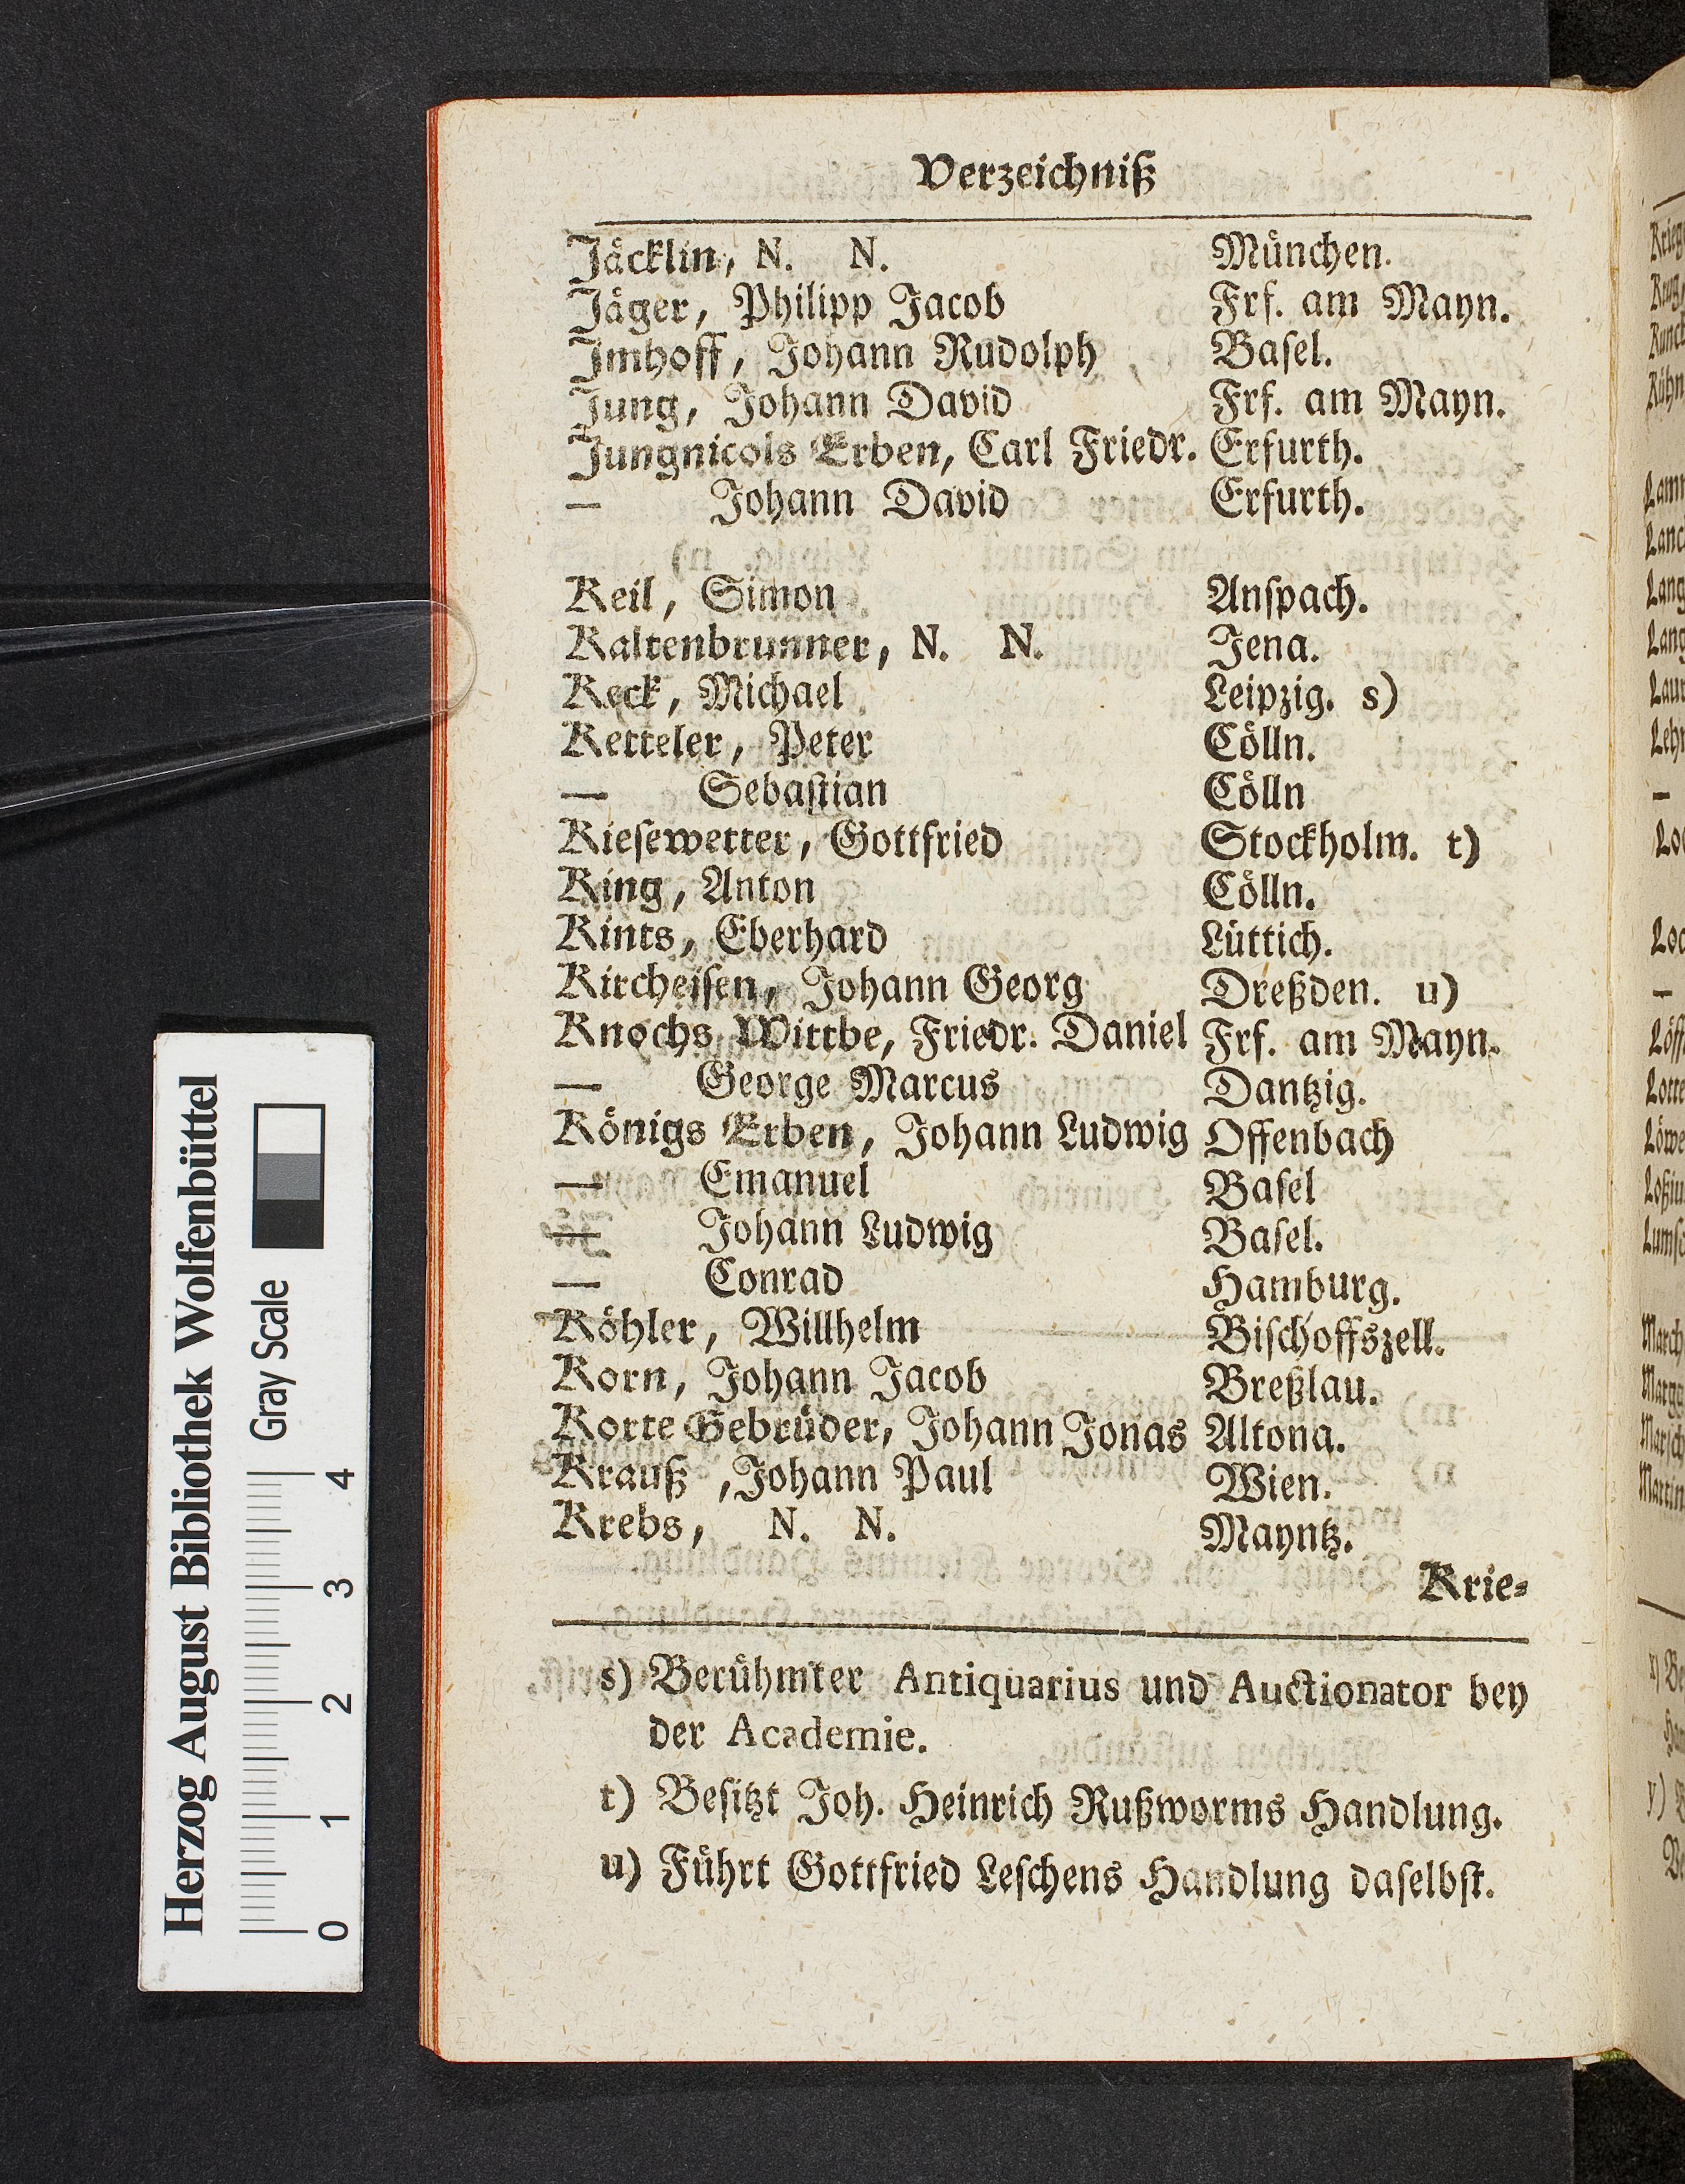 Verzeichniß
Jäcklin, N. N. München.
Jäger, Philipp Jacob Frf. am Mayn.
Imhoff, Johann Rudolph Baſel.
Jung, Johann David Frf. am Mayn.
Jungnicols Erben, Carl Friedr. Erfurth.
— Johann David Erfurth.
Keil, Simon Anſpach.
Kaltenbrunner, N. N. Jena.
Keck, Michael Leipzig. s)
Ketteler, Peter Cölln.
— Sebaſtian Cölln
Kieſewetter, Gottfried Stockholm. t)
King, Anton Cölln.
Kints, Eberhard Lüttich.
Kircheiſen, Johann Georg Dreßden. u)
Knochs Wittbe, Friedr. Daniel Frf. am Mayn.
— George Marcus Dantzig.
Königs Erben, Johann Ludwig Offenbach
— Emanuel Baſel
— Johann Ludwig Baſel.
— Conrad Hamburg.
Köhler, Willhelm Biſchoffszell.
Korn, Johann Jacob Breßlau.
Korte Gebrüder, Johann Jonas Altona.
Krauß, Johann Paul Wien.
Krebs, N. N. Mayntz.
Krie-
s) Berühmter Antiquarius und Auctionator bey
der Academie.
t) Beſitzt Joh. Heinrich Rußworms Handlung.
u) Führt Gottfried Leſchens Handlung daſelbſt.
Herzog August Bibliothek Wolfenbüttel
Gray Scale
0 1 2 3 4